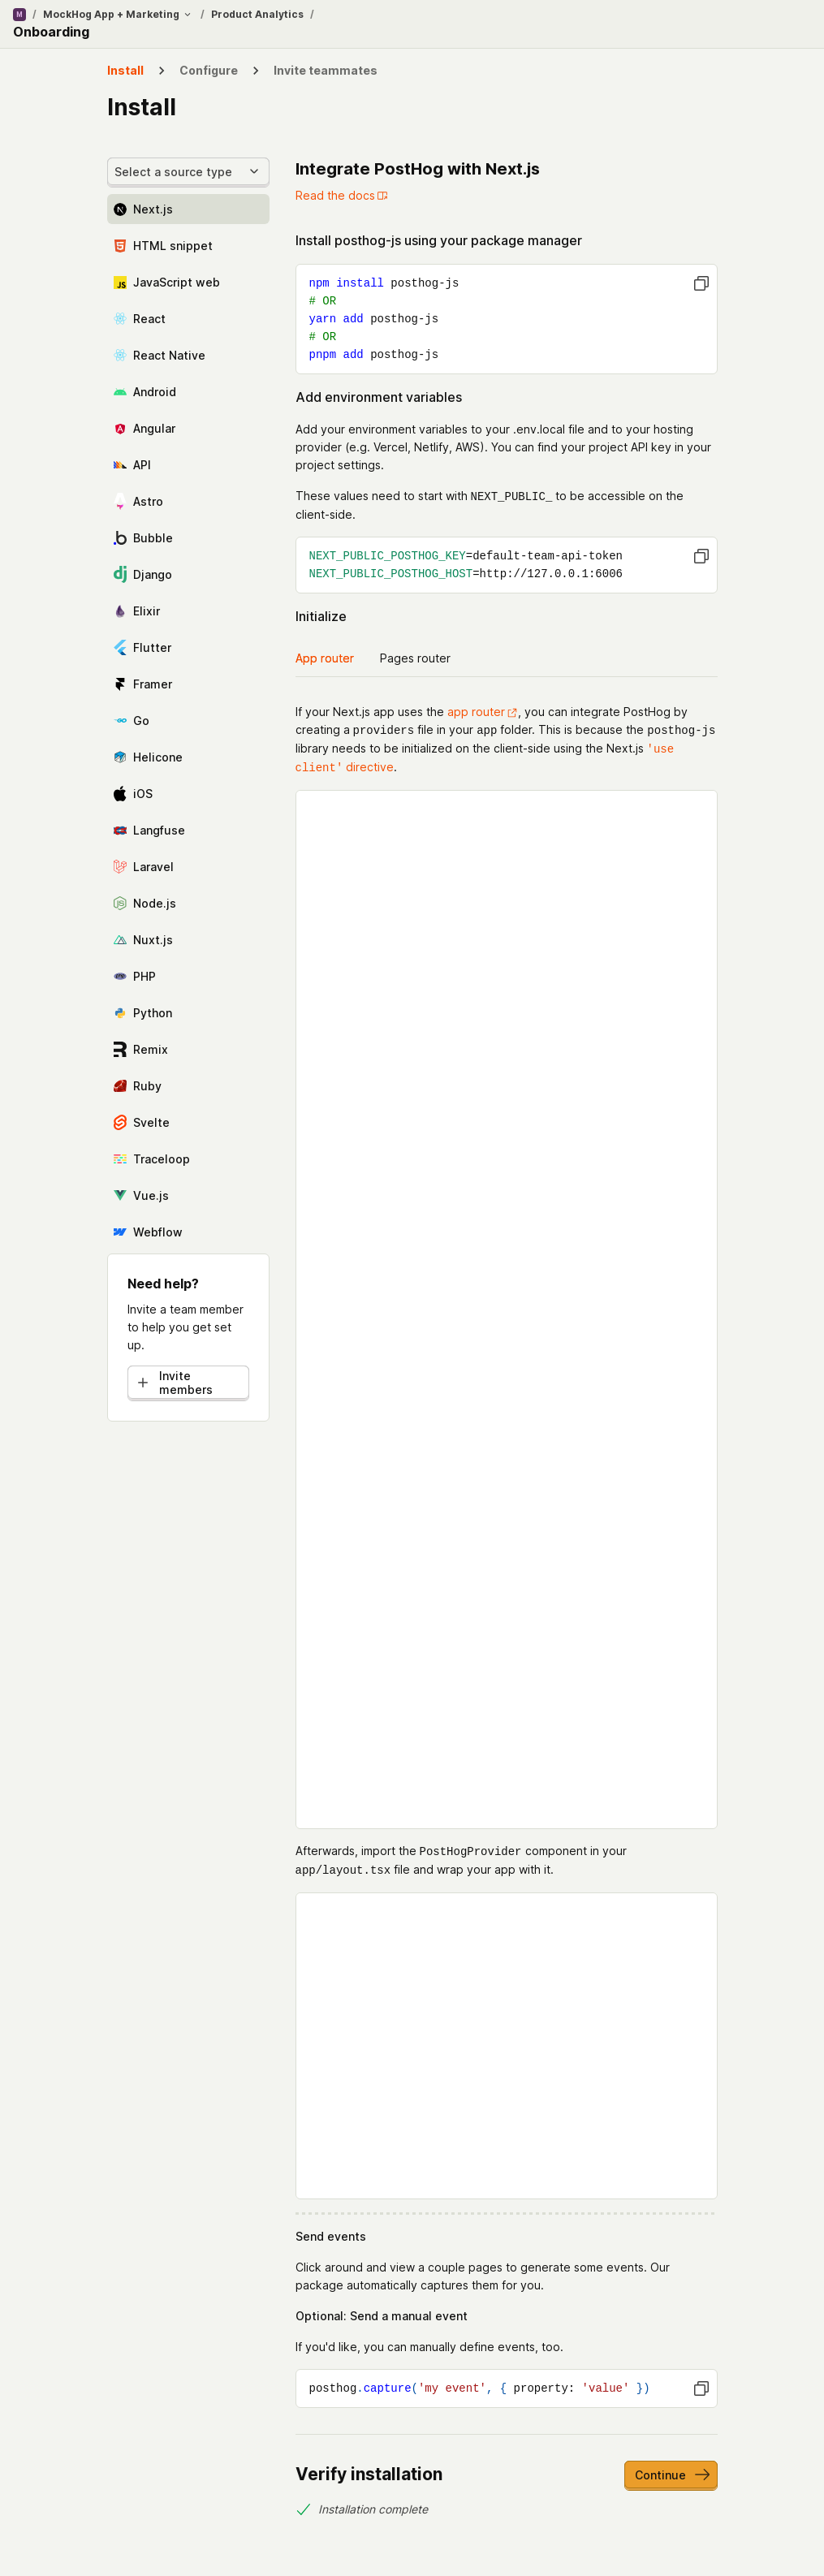 M / MockHog App + Marketing / Product Analytics /
Onboarding
Install > Configure > Invite teammates
Install
Select a source type
Next.js
HTML snippet
JavaScript web
React
React Native
Android
Angular
API
Astro
Bubble
Django
Elixir
Flutter
Framer
Go
Helicone
iOS
Langfuse
Laravel
Node.js
Nuxt.js
PHP
Python
Remix
Ruby
Svelte
Traceloop
Vue.js
Webflow
Need help?
Invite a team member
to help you get set
up.
Invite
members
Integrate PostHog with Next.js
Read the docs
Install posthog-js using your package manager
npm install posthog-js
# OR
yarn add posthog-js
# OR
pnpm add posthog-js
Add environment variables
Add your environment variables to your .env.local file and to your hosting
provider (e.g. Vercel, Netlify, AWS). You can find your project API key in your
project settings.
These values need to start with NEXT_PUBLIC_ to be accessible on the
client-side.
NEXT_PUBLIC_POSTHOG_KEY=default-team-api-token
NEXT_PUBLIC_POSTHOG_HOST=http://127.0.0.1:6006
Initialize
App router Pages router
If your Next.js app uses the app router, you can integrate PostHog by
creating a providers file in your app folder. This is because the posthog-js
library needs to be initialized on the client-side using the Next.js 'use
client' directive.
Afterwards, import the PostHogProvider component in your
app/layout.tsx file and wrap your app with it.
Send events
Click around and view a couple pages to generate some events. Our
package automatically captures them for you.
Optional: Send a manual event
If you'd like, you can manually define events, too.
posthog.capture('my event', { property: 'value' })
Verify installation
Continue
Installation complete